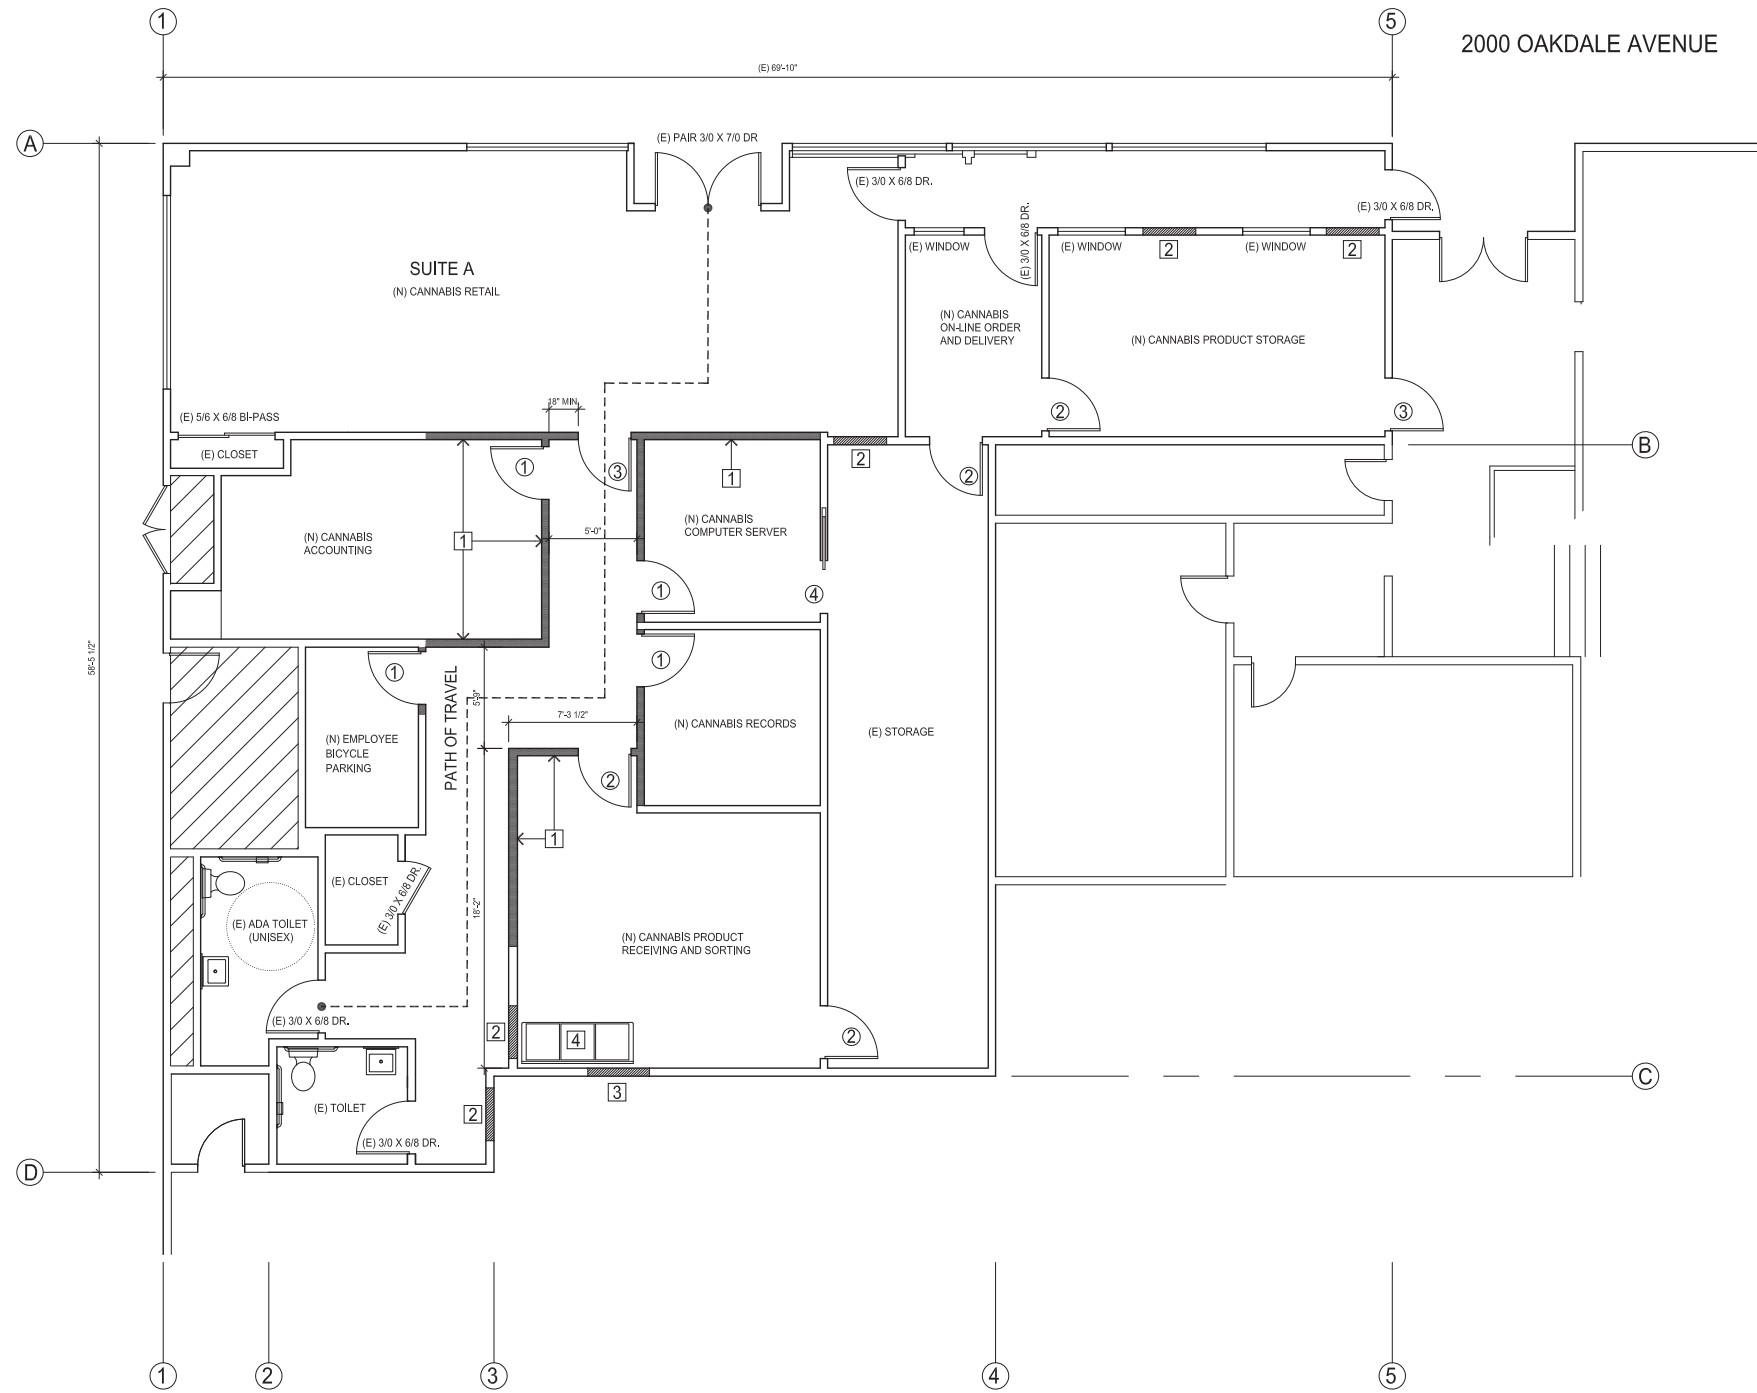 1
5
2000 OAKDALE AVENUE
(E) 69'-10"
A
(E) PAIR 3/0 X 7/0 DR
(E) 3/0 X 6/8 DR.
(E) 3/0 X 6/8 DR.
(E) 3/0 X 6/8 DR.
(E) WINDOW
(E) WINDOW
2
(E) WINDOW
2
SUITE A
(N) CANNABIS RETAIL
(N) CANNABIS
ON-LINE ORDER
AND DELIVERY
(N) CANNABIS PRODUCT STORAGE
18" MIN.
2
3
(E) 5/6 X 6/8 BI-PASS
(E) CLOSET
B
1
3
1
2
2
(N) CANNABIS
ACCOUNTING
1
5'-0"
(N) CANNABIS
COMPUTER SERVER
1
4
58'-5 1/2"
1
1
PATH OF TRAVEL
5'-9"
7'-3 1/2"
(N) CANNABIS RECORDS
(E) STORAGE
(N) EMPLOYEE
BICYCLE
PARKING
2
1
(E) CLOSET
(E) 3/0 X 6/8 DR.
18'-2"
(E) ADA TOILET
(UNISEX)
(N) CANNABIS PRODUCT
RECEIVING AND SORTING
(E) 3/0 X 6/8 DR.
2
4
2
C
3
(E) TOILET
2
(E) 3/0 X 6/8 DR.
D
1
2
3
4
5